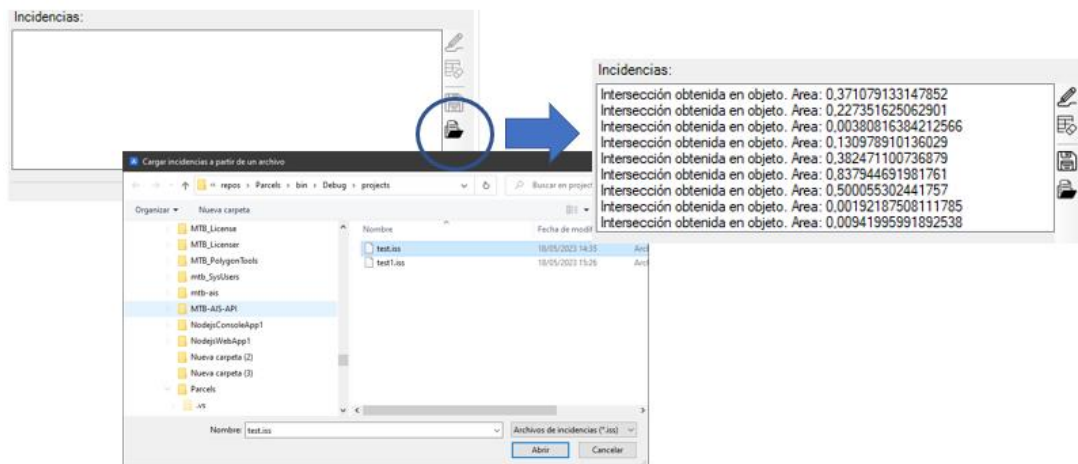 Incidencias:
Cargar incidencias a partir de un archivo
« repos › Parcels › bin › Debug › projects
Buscar en project
Organizar
Nueva carpeta
MTB_License
MTB_Licenser
MTB_PolygonTools
mtb_SysUsers
mtb-ais
MTB-AIS-API
NodejsConsoleApp1
NodejsWebApp1
Nueva carpeta (2)
Nueva carpeta (3)
Parcels
.vs
Nombre
Fecha de modif
test.iss
18/05/2023 14:35
Arch
test1.iss
18/05/2023 15:26
Arch
Nombre: test.iss
Archivos de incidencias (*.iss)
Abrir
Cancelar
Incidencias:
Intersección obtenida en objeto. Area: 0,371079133147852
Intersección obtenida en objeto. Area: 0,227351625062901
Intersección obtenida en objeto. Area: 0,00380816384212566
Intersección obtenida en objeto. Area: 0,130978910136029
Intersección obtenida en objeto. Area: 0,382471100736879
Intersección obtenida en objeto. Area: 0,837944691981761
Intersección obtenida en objeto. Area: 0,500055302441757
Intersección obtenida en objeto. Area: 0,00192187508111785
Intersección obtenida en objeto. Area: 0,00941995991892538